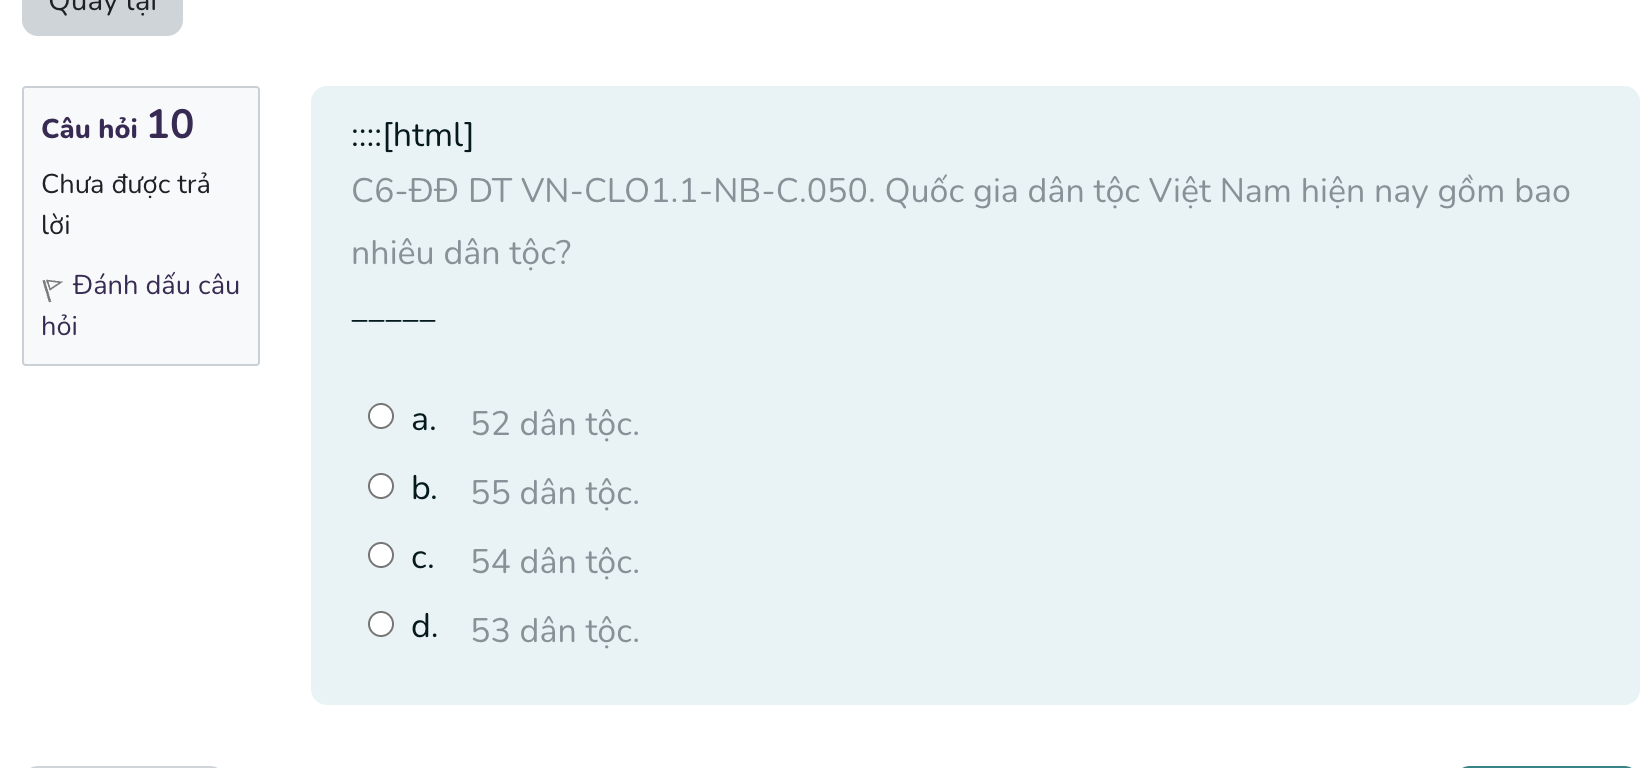 Quay lại
Câu hỏi 10
Chưa được trả
lời
Đánh dấu câu
hỏi
::::[html]
C6-ĐĐ DT VN-CLO1.1-NB-C.050. Quốc gia dân tộc Việt Nam hiện nay gồm bao
nhiêu dân tộc?
_____
a. 52 dân tộc.
b. 55 dân tộc.
c. 54 dân tộc.
d. 53 dân tộc.